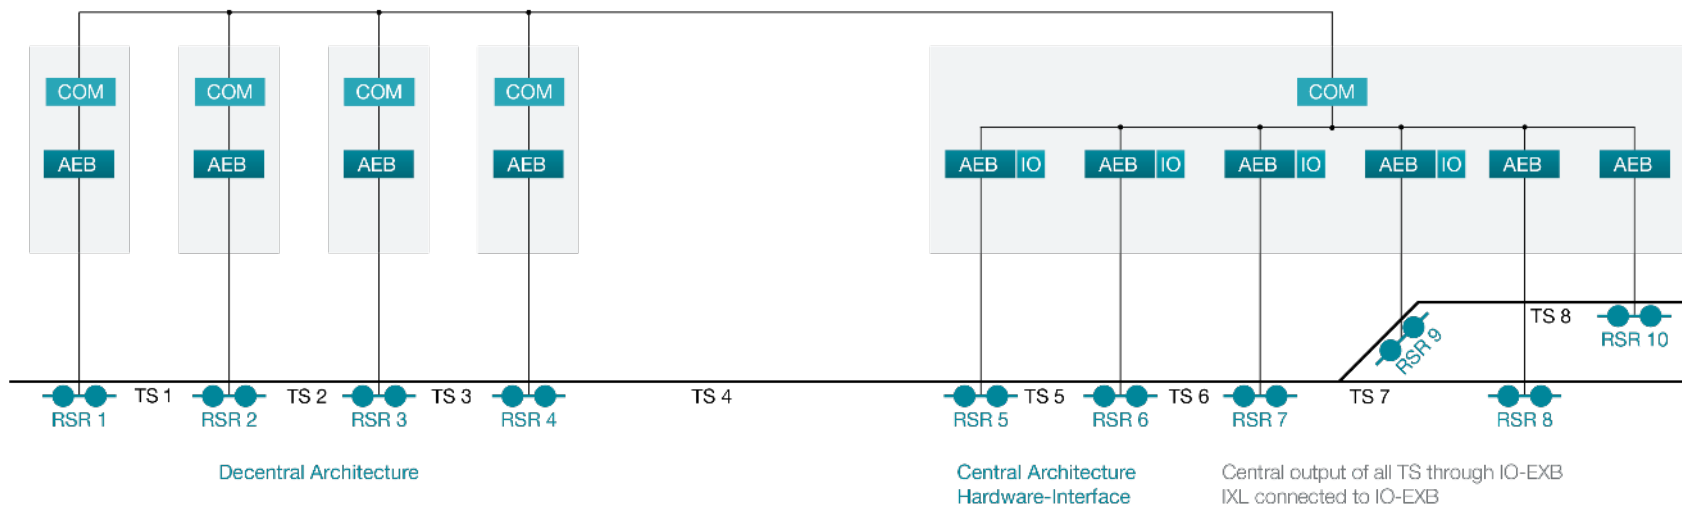 COM COM COM COM COM
AEB AEB AEB AEB AEB IO AEB IO AEB IO AEB IO AEB AEB
TS 8
RSR 10
RSR 9
TS 1 TS 2 TS 3 TS 4 TS 5 TS 6 TS 7
RSR 1 RSR 2 RSR 3 RSR 4 RSR 5 RSR 6 RSR 7 RSR 8
Decentral Architecture
Central Architecture
Hardware-Interface
Central output of all TS through IO-EXB
IXL connected to IO-EXB